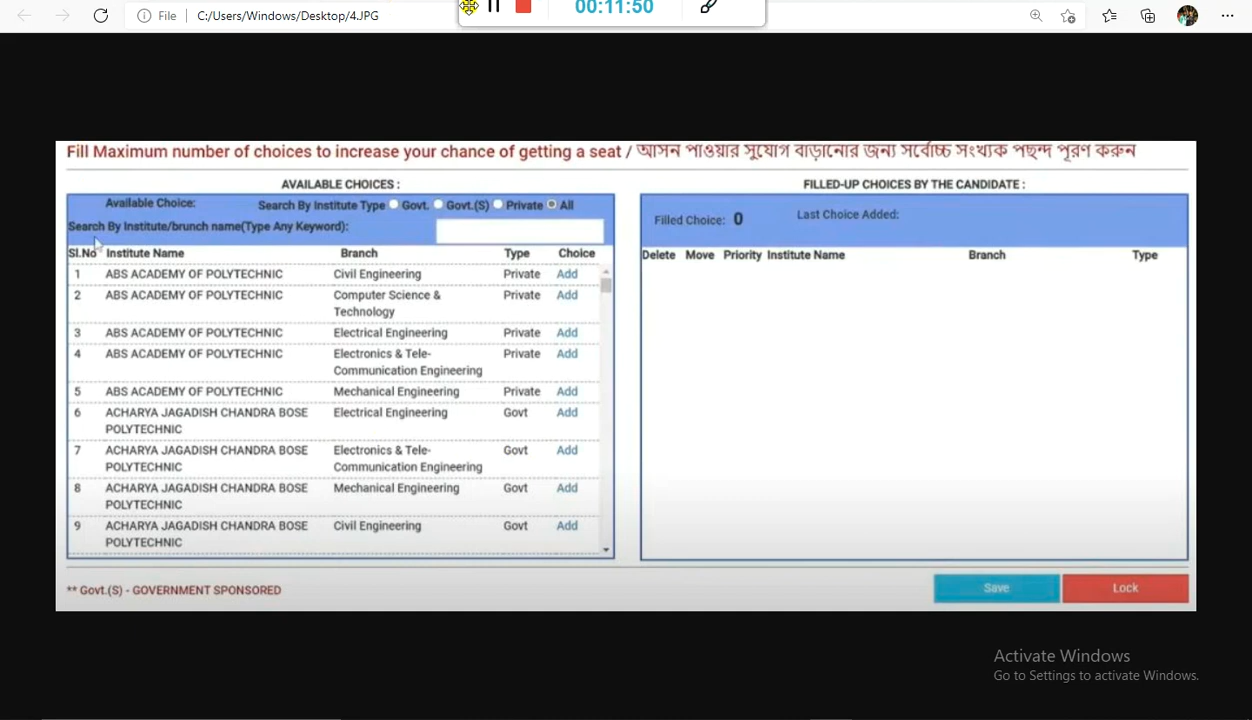 File
C:/Users/Windows/Desktop/4.JPG
00:11:50
Fill Maximum number of choices to increase your chance of getting a seat / আসন পাওয়ার সুযোগ বাড়ানোর জন্য সর্বোচ্চ সংখ্যক পছন্দ পূরণ করুন
AVAILABLE CHOICES :
Available Choice: Search By Institute Type Govt. Govt.(S) Private All
Search By Institute/brunch name(Type Any Keyword):
Sl.No Institute Name Branch Type Choice
1 ABS ACADEMY OF POLYTECHNIC Civil Engineering Private Add
2 ABS ACADEMY OF POLYTECHNIC Computer Science & Private Add
Technology
3 ABS ACADEMY OF POLYTECHNIC Electrical Engineering Private Add
4 ABS ACADEMY OF POLYTECHNIC Electronics & Tele- Private Add
Communication Engineering
5 ABS ACADEMY OF POLYTECHNIC Mechanical Engineering Private Add
6 ACHARYA JAGADISH CHANDRA BOSE Electrical Engineering Govt Add
POLYTECHNIC
7 ACHARYA JAGADISH CHANDRA BOSE Electronics & Tele- Govt Add
POLYTECHNIC Communication Engineering
8 ACHARYA JAGADISH CHANDRA BOSE Mechanical Engineering Govt Add
POLYTECHNIC
9 ACHARYA JAGADISH CHANDRA BOSE Civil Engineering Govt Add
POLYTECHNIC
FILLED-UP CHOICES BY THE CANDIDATE :
Filled Choice: 0 Last Choice Added:
Delete Move Priority Institute Name Branch Type
** Govt.(S) - GOVERNMENT SPONSORED
Save Lock
Activate Windows
Go to Settings to activate Windows.